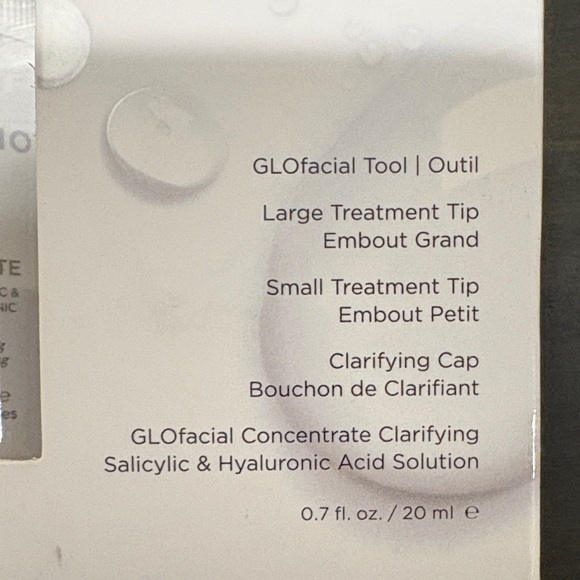 GLOfacial Tool | Outil
Large Treatment Tip
Embout Grand
Small Treatment Tip
Embout Petit
Clarifying Cap
Bouchon de Clarifiant
GLOfacial Concentrate Clarifying
Salicylic & Hyaluronic Acid Solution
0.7 fl. oz. / 20 ml ℮